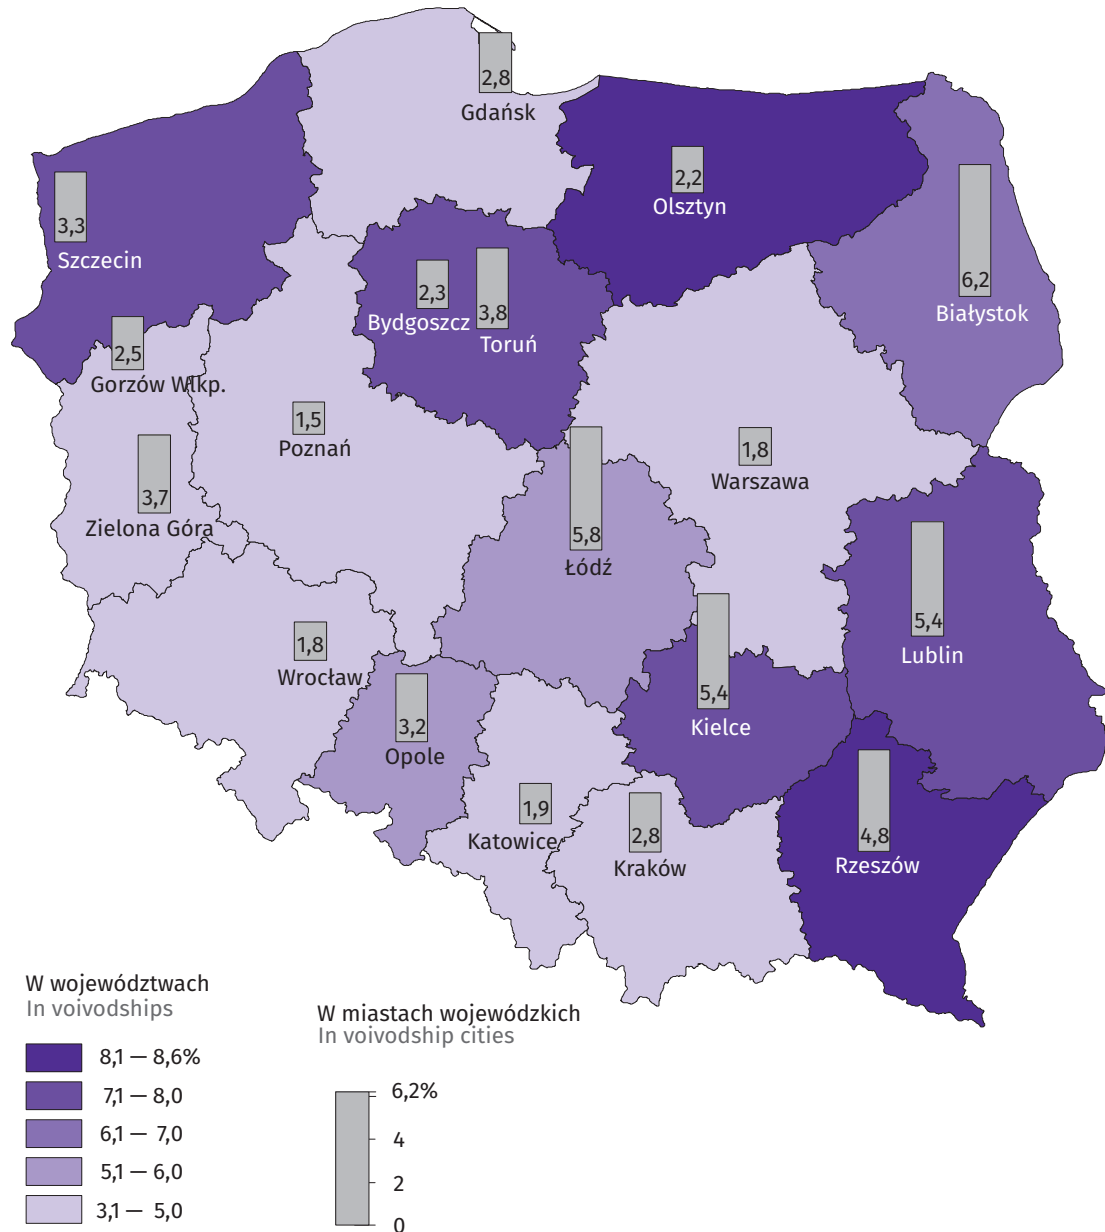 2,8
Gdańsk
2,2
Olsztyn
3,3
Szczecin
6,2
Białystok
2,3
Bydgoszcz
3,8
Toruń
2,5
Gorzów Wlkp.
1,5
Poznań
1,8
Warszawa
3,7
Zielona Góra
5,8
Łódź
5,4
Lublin
1,8
Wrocław
5,4
Kielce
3,2
Opole
1,9
Katowice
2,8
Kraków
4,8
Rzeszów
W województwach
In voivodships
8,1 — 8,6%
7,1 — 8,0
6,1 — 7,0
5,1 — 6,0
3,1 — 5,0
W miastach wojewódzkich
In voivodship cities
6,2%
4
2
0